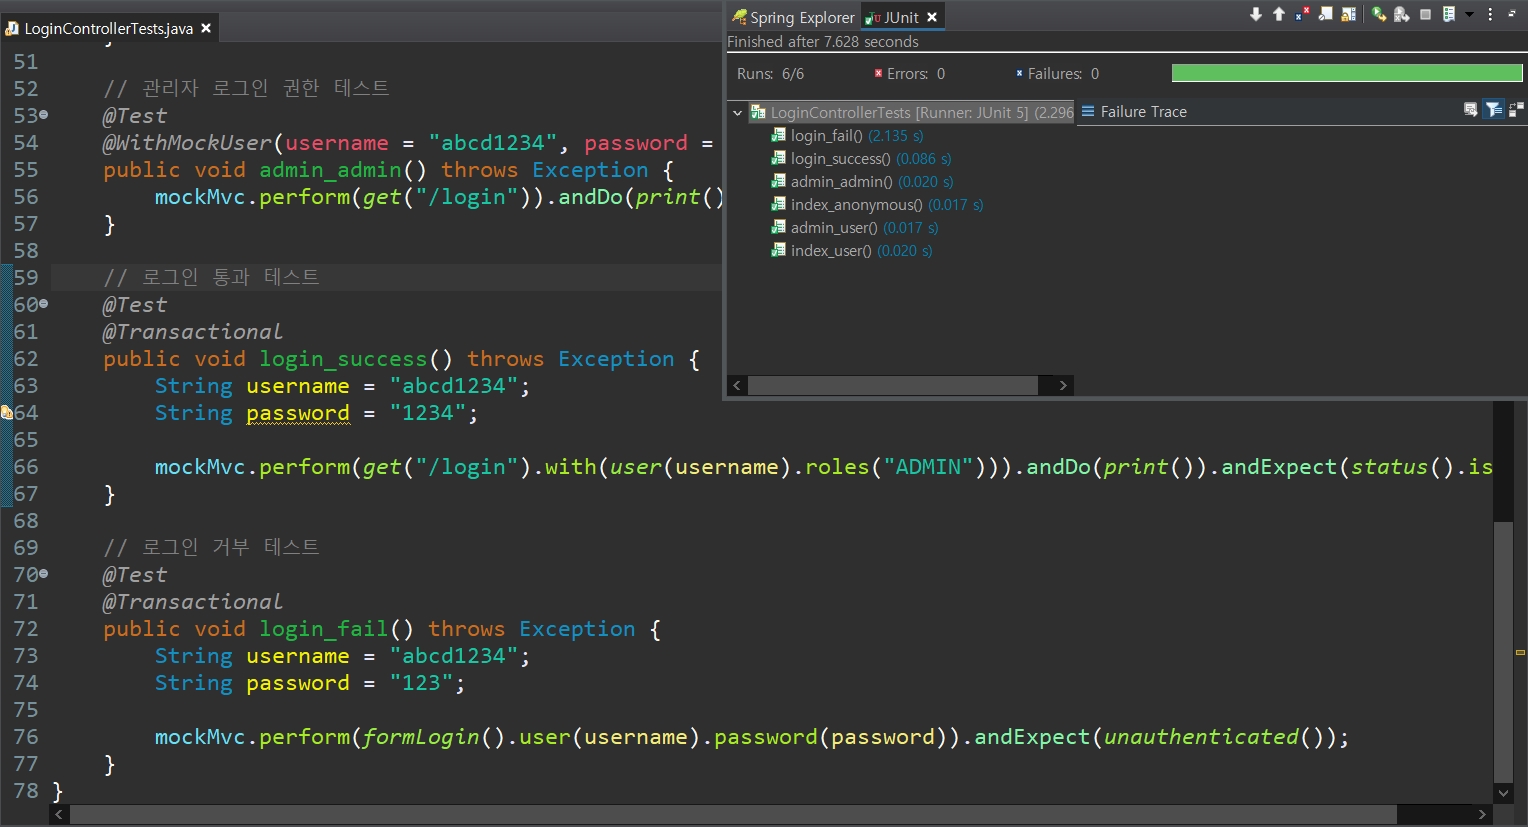 LoginControllerTests.java
51
52 // 관리자 로그인 권한 테스트
53 @Test
54 @WithMockUser(username = "abcd1234", password =
55 public void admin_admin() throws Exception {
56 mockMvc.perform(get("/login")).andDo(print()
57 }
58
59 // 로그인 통과 테스트
60 @Test
61 @Transactional
62 public void login_success() throws Exception {
63 String username = "abcd1234";
64 String password = "1234";
65
66 mockMvc.perform(get("/login").with(user(username).roles("ADMIN"))).andDo(print()).andExpect(status().is
67 }
68
69 // 로그인 거부 테스트
70 @Test
71 @Transactional
72 public void login_fail() throws Exception {
73 String username = "abcd1234";
74 String password = "123";
75
76 mockMvc.perform(formLogin().user(username).password(password)).andExpect(unauthenticated());
77 }
78 }
Spring Explorer JUnit
Finished after 7.628 seconds
Runs: 6/6 Errors: 0 Failures: 0
LoginControllerTests [Runner: JUnit 5] (2.296
Failure Trace
login_fail() (2.135 s)
login_success() (0.086 s)
admin_admin() (0.020 s)
index_anonymous() (0.017 s)
admin_user() (0.017 s)
index_user() (0.020 s)